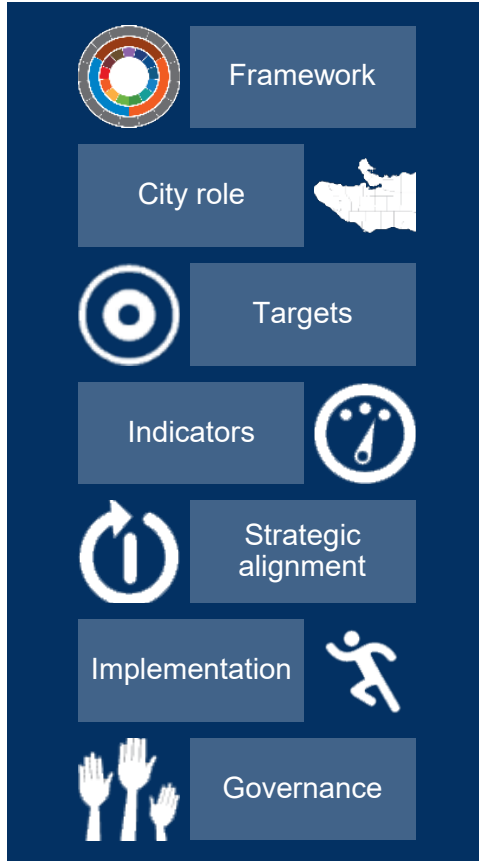 Framework
City role
Targets
Indicators
Strategic
alignment
Implementation
Governance